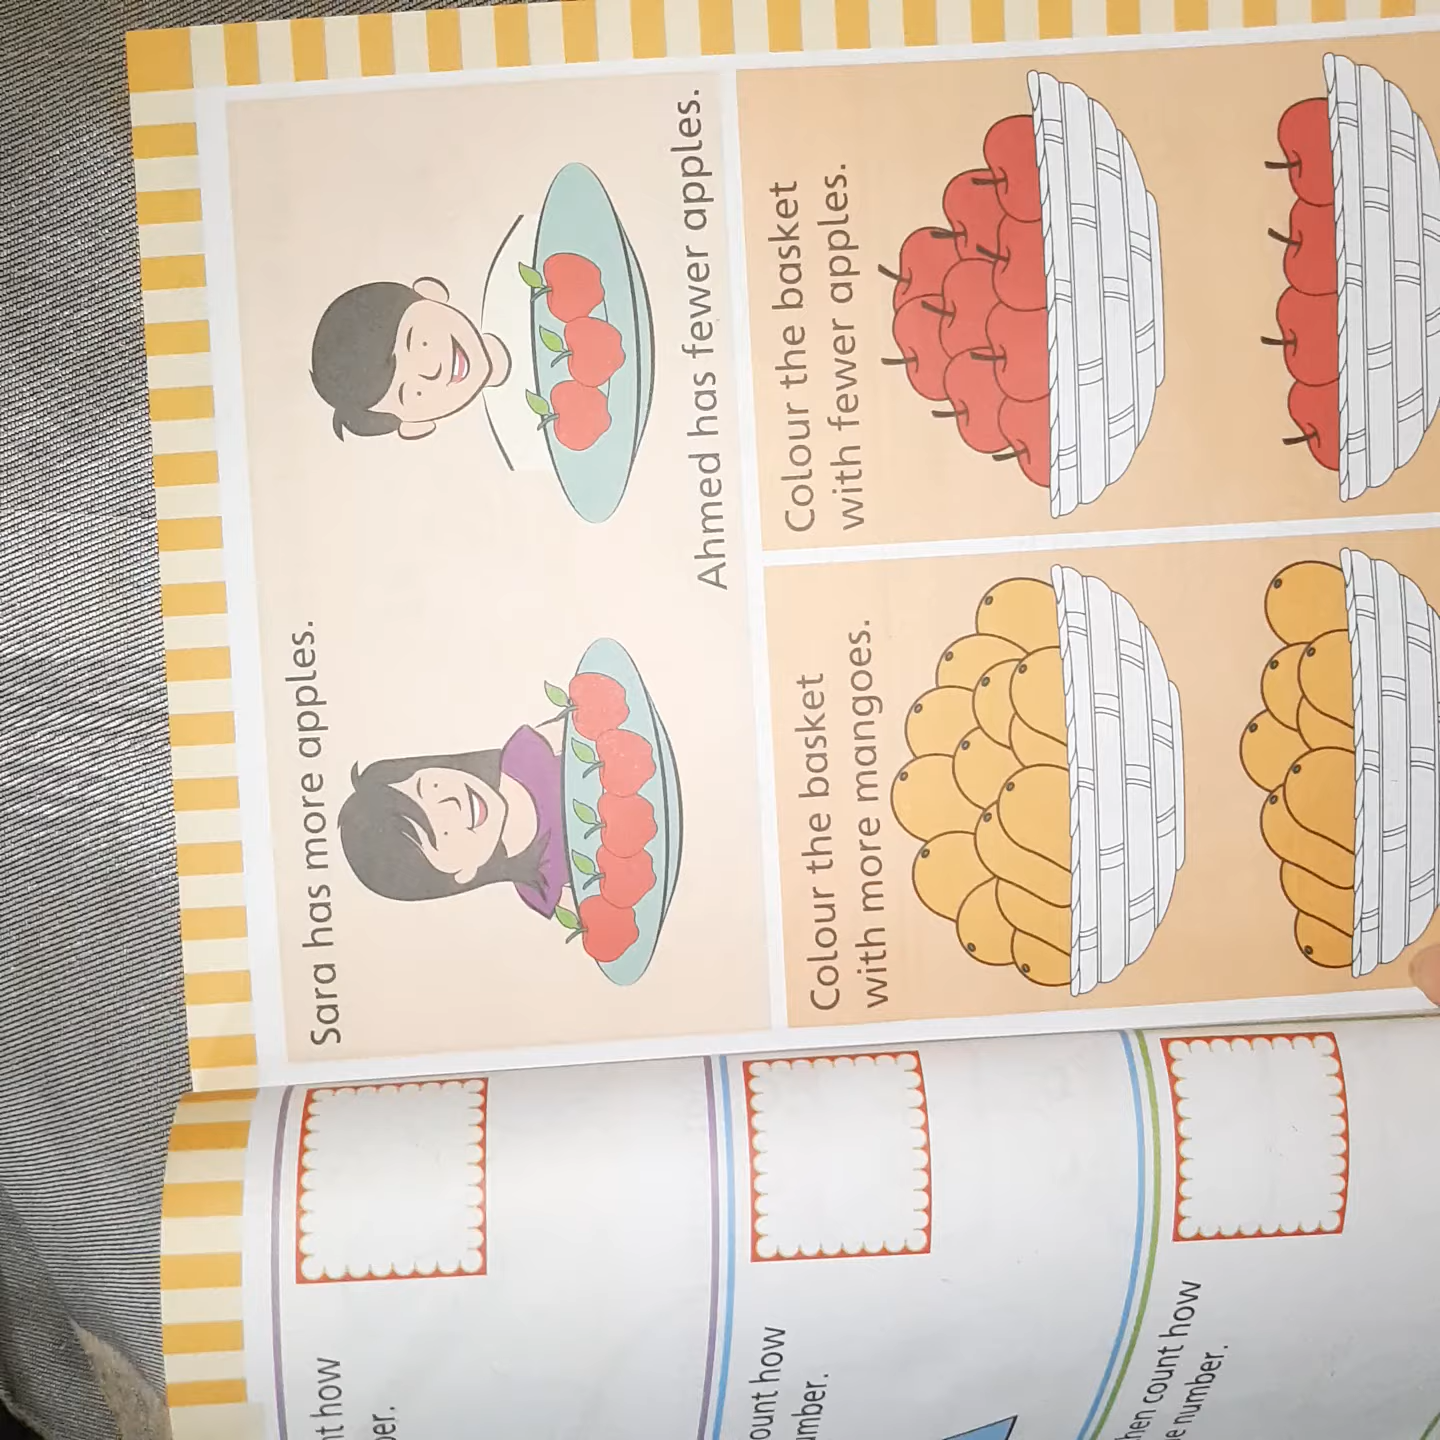 Sara has more apples.
Ahmed has fewer apples.
Colour the basket
with more mangoes.
Colour the basket
with fewer apples.
how
ount how
umber.
hen count how
e number.